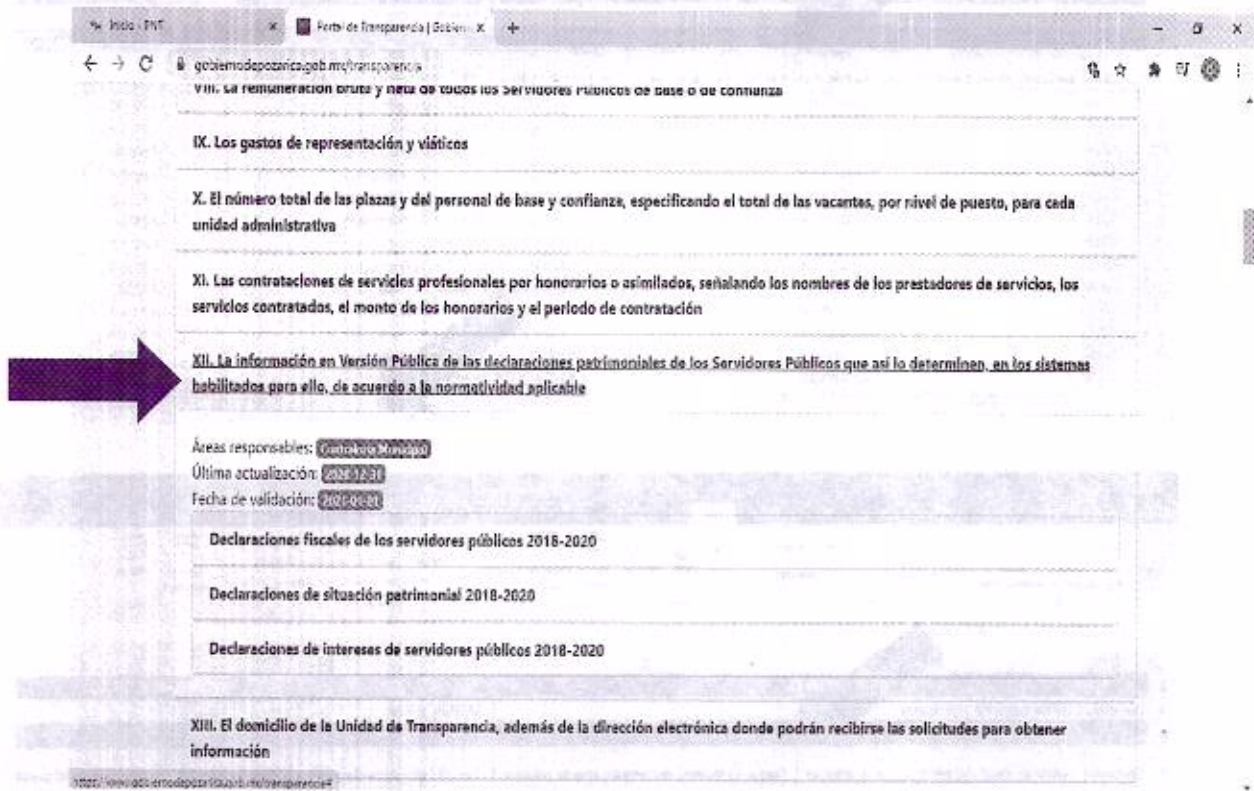 Inicio - PNT
Portal de Transparencia | Gobiern
gobiernodepozarica.gob.mx/transparencia
VIII. La remuneración bruta y neta de todos los Servidores Públicos de base o de confianza
IX. Los gastos de representación y viáticos
X. El número total de las plazas y del personal de base y confianza, especificando el total de las vacantes, por nivel de puesto, para cada
unidad administrativa
XI. Las contrataciones de servicios profesionales por honorarios o asimilados, señalando los nombres de los prestadores de servicios, los
servicios contratados, el monto de los honorarios y el periodo de contratación
XII. La información en Versión Pública de las declaraciones patrimoniales de los Servidores Públicos que así lo determinen, en los sistemas
habilitados para ello, de acuerdo a la normatividad aplicable
Áreas responsables: Contraloría Municipal
Última actualización:
Fecha de validación:
Declaraciones fiscales de los servidores públicos 2018-2020
Declaraciones de situación patrimonial 2018-2020
Declaraciones de intereses de servidores públicos 2018-2020
XIII. El domicilio de la Unidad de Transparencia, además de la dirección electrónica donde podrán recibirse las solicitudes para obtener
información